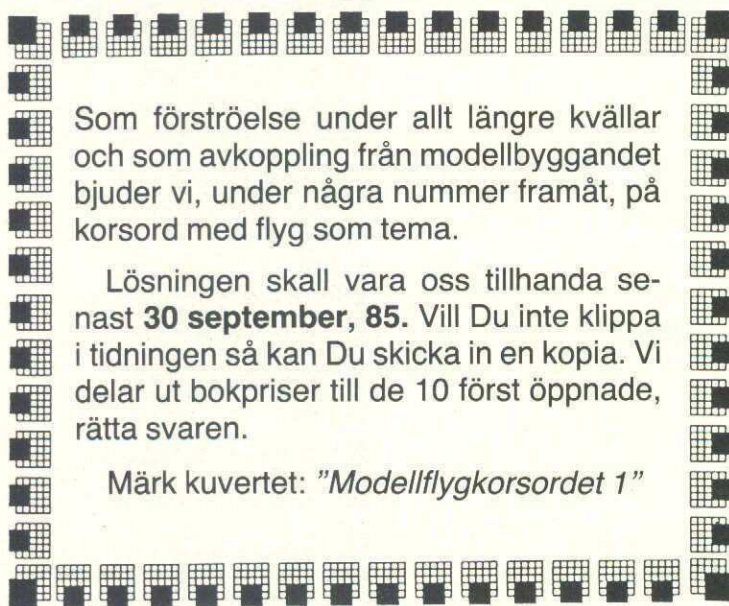 Som förströelse under allt längre kvällar
och som avkoppling från modellbyggandet
bjuder vi, under några nummer framåt, på
korsord med flyg som tema.
Lösningen skall vara oss tillhanda se-
nast 30 september, 85. Vill Du inte klippa
i tidningen så kan Du skicka in en kopia. Vi
delar ut bokpriser till de 10 först öppnade,
rätta svaren.
Märk kuvertet: ”Modellflygkorsordet 1”